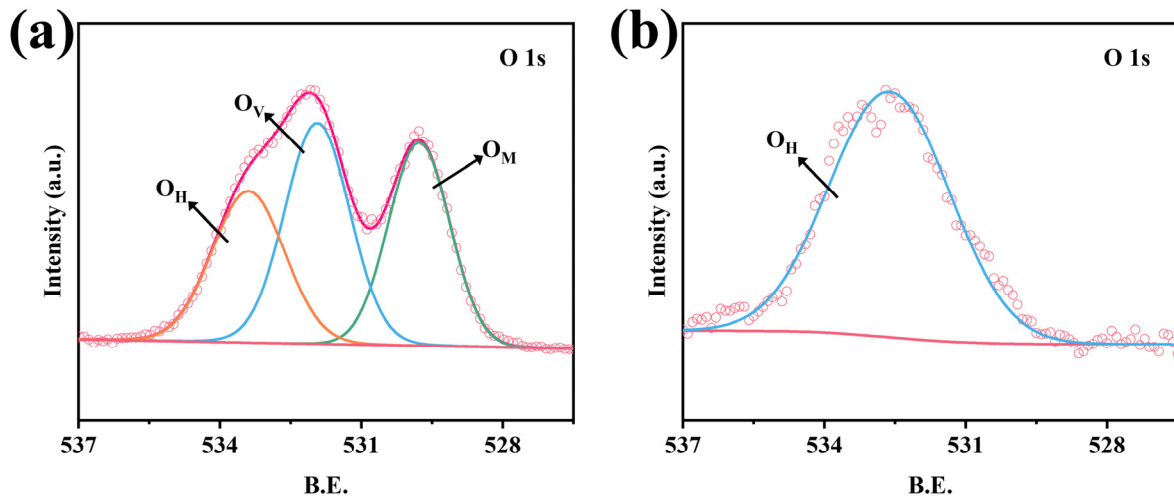 (a)
O 1s
O_V
O_M
O_H
Intensity (a.u.)
537
534
531
528
B.E.
(b)
O 1s
O_H
Intensity (a.u.)
537
534
531
528
B.E.